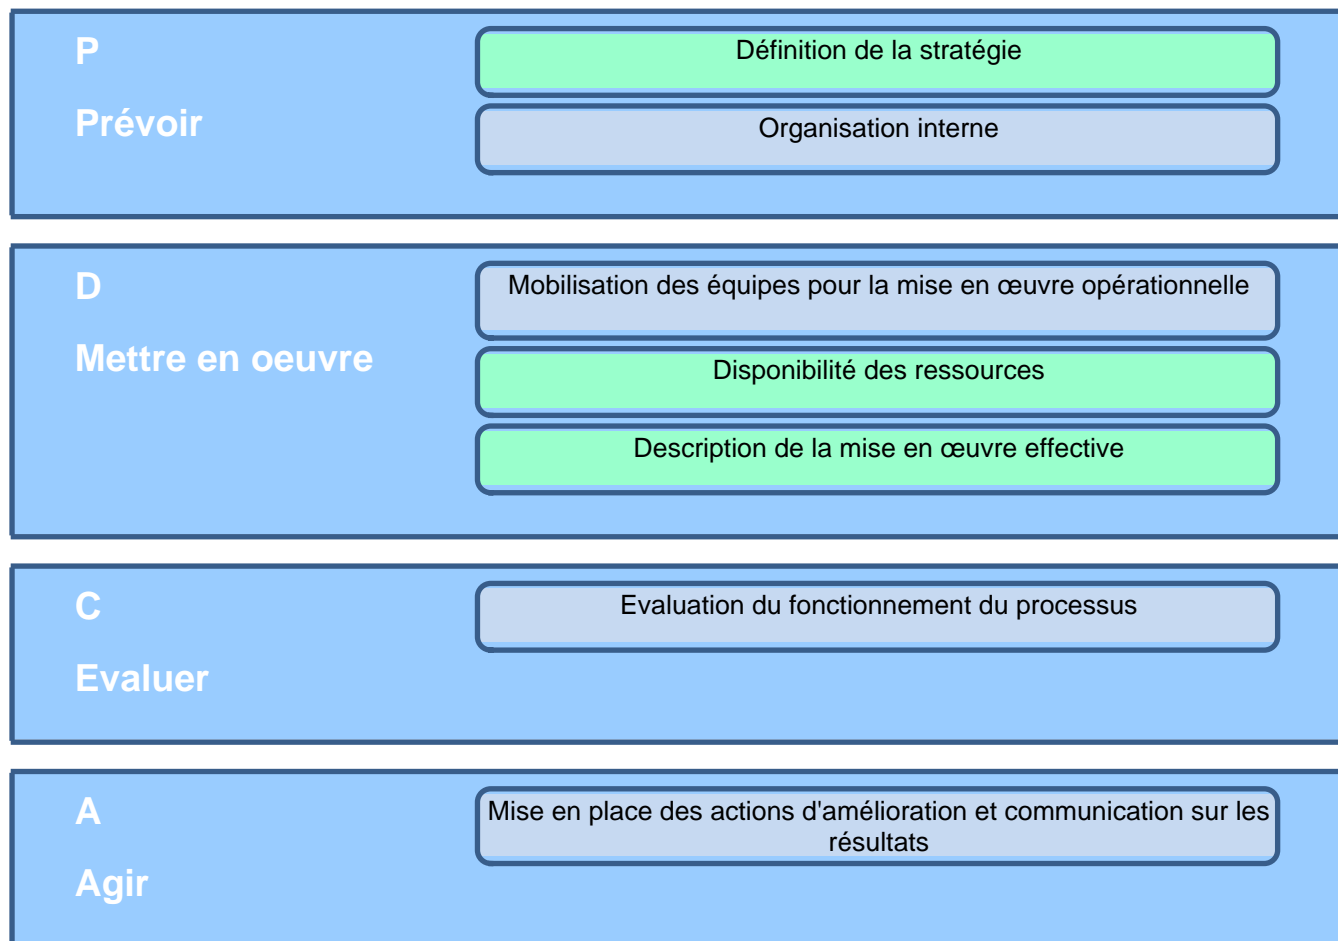 P
Prévoir
Définition de la stratégie
Organisation interne
D
Mettre en oeuvre
Mobilisation des équipes pour la mise en œuvre opérationnelle
Disponibilité des ressources
Description de la mise en œuvre effective
C
Evaluer
Evaluation du fonctionnement du processus
A
Agir
Mise en place des actions d'amélioration et communication sur les
résultats